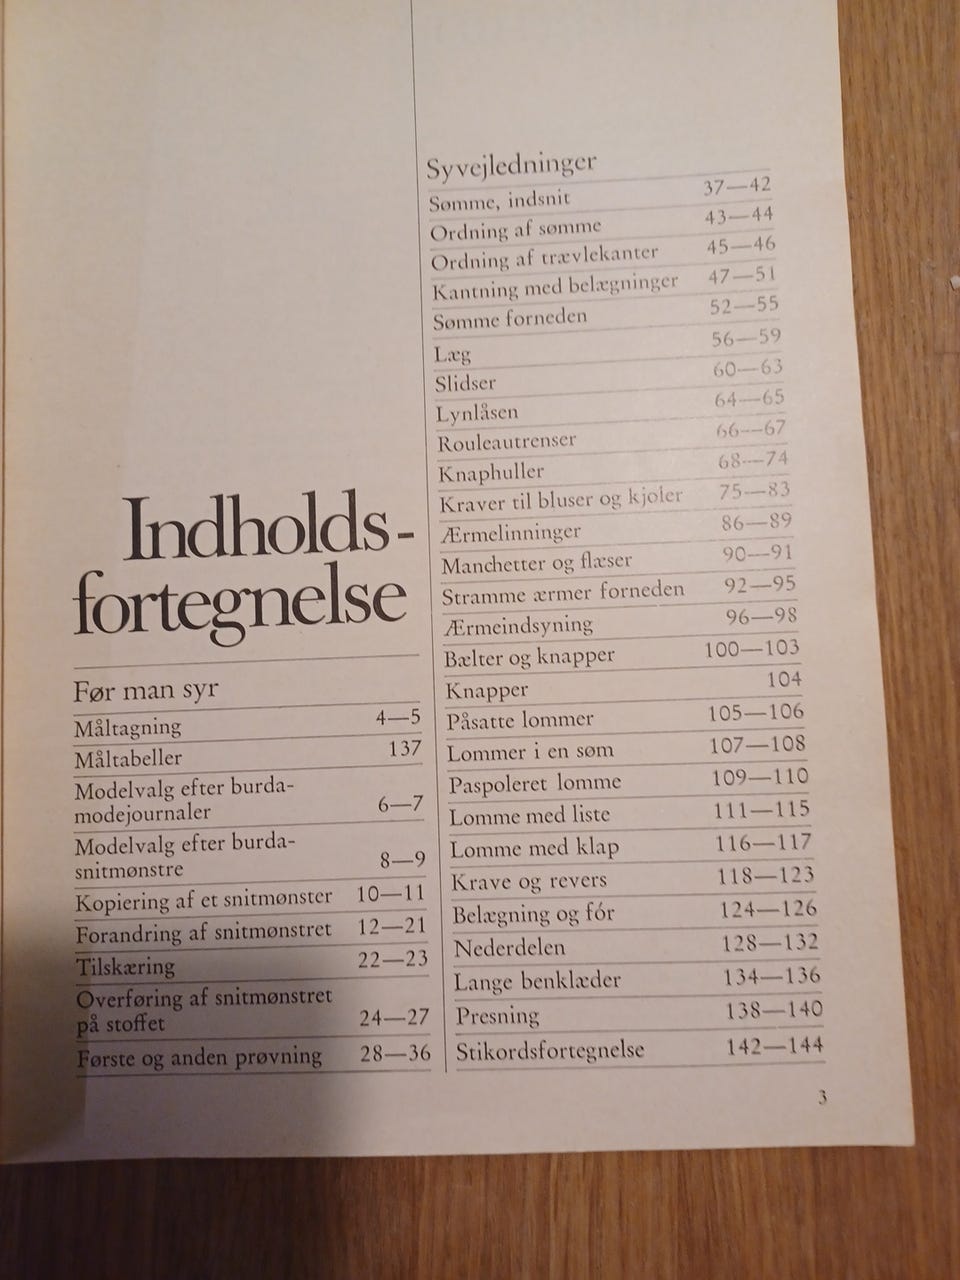 Indholds-
fortegnelse
Før man syr
Måltagning 4—5
Måltabeller 137
Modelvalg efter burda-
modejournaler 6—7
Modelvalg efter burda-
snitmønstre 8—9
Kopiering af et snitmønster 10—11
Forandring af snitmønstret 12—21
Tilskæring 22—23
Overføring af snitmønstret
på stoffet 24—27
Første og anden prøvning 28—36
Syvejledninger
Sømme, indsnit 37—42
Ordning af sømme 43—44
Ordning af trævlekanter 45—46
Kantning med belægninger 47—51
Sømme forneden 52—55
Læg 56—59
Slidser 60—63
Lynlåsen 64—65
Rouleautrenser 66—67
Knaphuller 68—74
Kraver til bluser og kjoler 75—83
Ærmelinninger 86—89
Manchetter og flæser 90—91
Stramme ærmer forneden 92—95
Ærmeindsyning 96—98
Bælter og knapper 100—103
Knapper 104
Påsatte lommer 105—106
Lommer i en søm 107—108
Paspoleret lomme 109—110
Lomme med liste 111—115
Lomme med klap 116—117
Krave og revers 118—123
Belægning og fór 124—126
Nederdelen 128—132
Lange benklæder 134—136
Presning 138—140
Stikordsfortegnelse 142—144
3